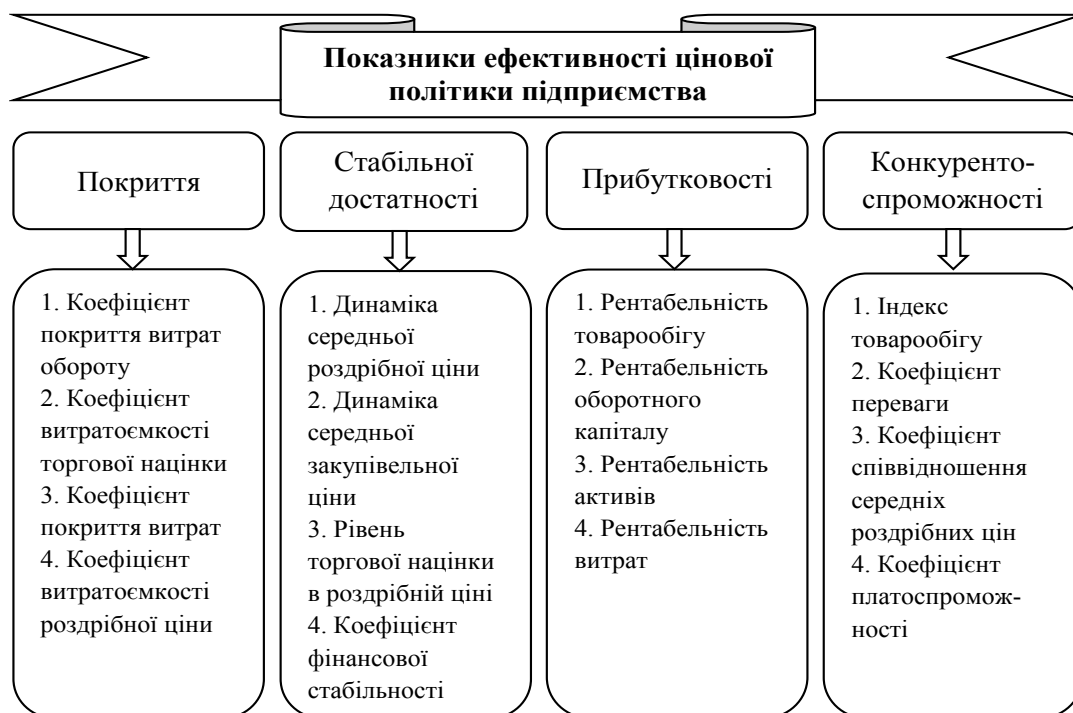 Показники ефективності цінової
політики підприємства
Покриття
Стабільної
достатності
Прибутковості
Конкуренто-
спроможності
1. Коефіцієнт
покриття витрат
обороту
2. Коефіцієнт
витратоємкості
торгової націнки
3. Коефіцієнт
покриття витрат
4. Коефіцієнт
витратоємкості
роздрібної ціни
1. Динаміка
середньої
роздрібної ціни
2. Динаміка
середньої
закупівельної
ціни
3. Рівень
торгової націнки
в роздрібній ціні
4. Коефіцієнт
фінансової
стабільності
1. Рентабельність
товарообігу
2. Рентабельність
оборотного
капіталу
3. Рентабельність
активів
4. Рентабельність
витрат
1. Індекс
товарообігу
2. Коефіцієнт
переваги
3. Коефіцієнт
співвідношення
середніх
роздрібних цін
4. Коефіцієнт
платоспромож-
ності